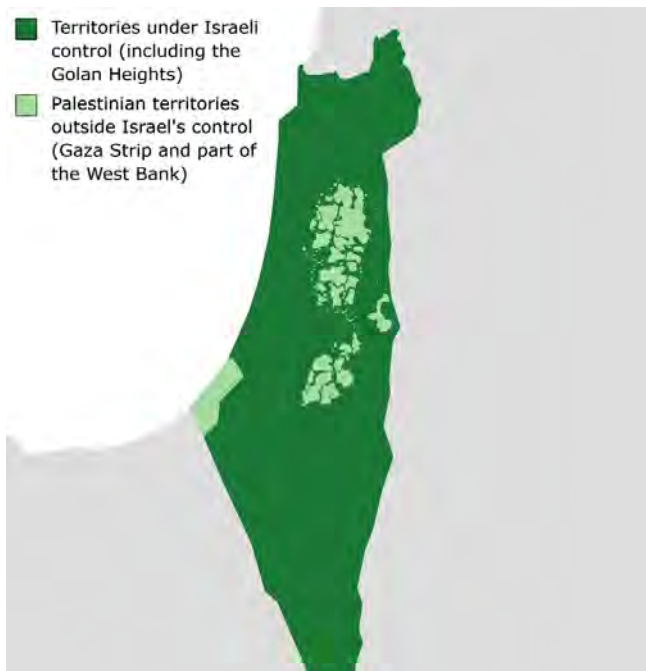 Territories under Israeli
control (including the
Golan Heights)
Palestinian territories
outside Israel's control
(Gaza Strip and part of
the West Bank)